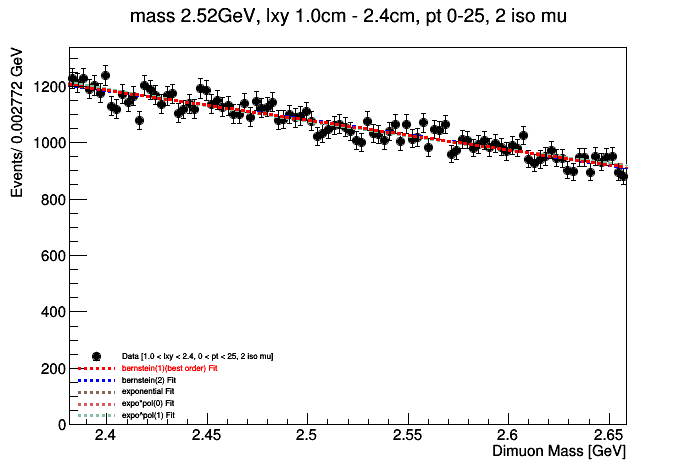 mass 2.52GeV, lxy 1.0cm - 2.4cm, pt 0-25, 2 iso mu
Events/ 0.002772 GeV
1200
1000
800
600
400
200
0
Data [1.0 < lxy < 2.4, 0 < pt < 25, 2 iso mu]
bernstein(1)(best order) Fit
bernstein(2) Fit
exponential Fit
expo*pol(0) Fit
expo*pol(1) Fit
2.4 2.45 2.5 2.55 2.6 2.65
Dimuon Mass [GeV]